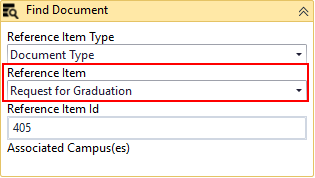 Find Document
Reference Item Type
Document Type
Reference Item
Request for Graduation
Reference Item Id
405
Associated Campus(es)